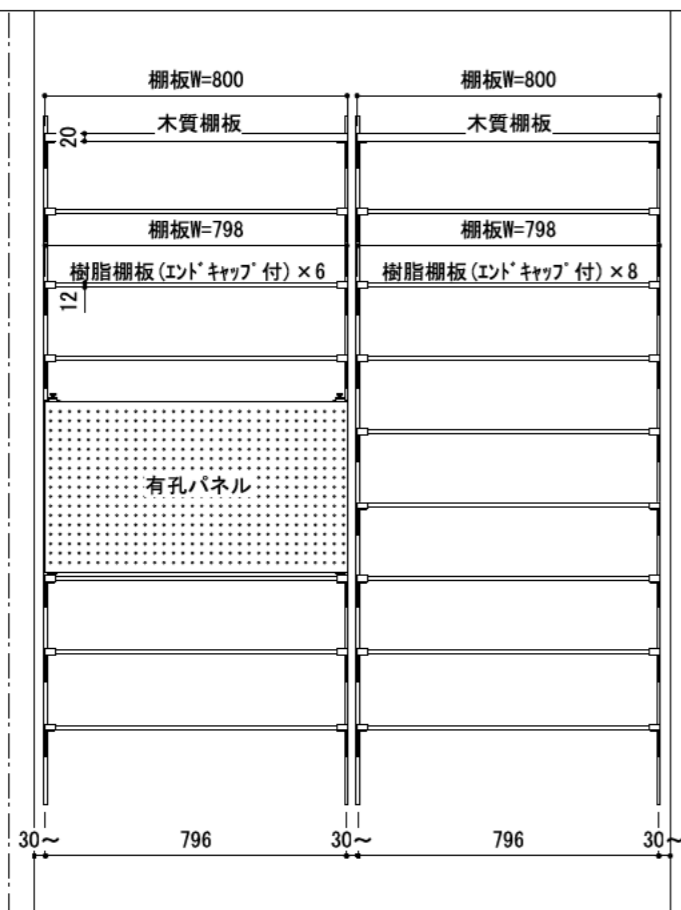 棚板W=800
棚板W=800
木質棚板
木質棚板
20
棚板W=798
棚板W=798
樹脂棚板(ｴﾝﾄﾞｷｬｯﾌﾟ付)×6
樹脂棚板(ｴﾝﾄﾞｷｬｯﾌﾟ付)×8
12
有孔パネル
30～
796
30～
796
30～